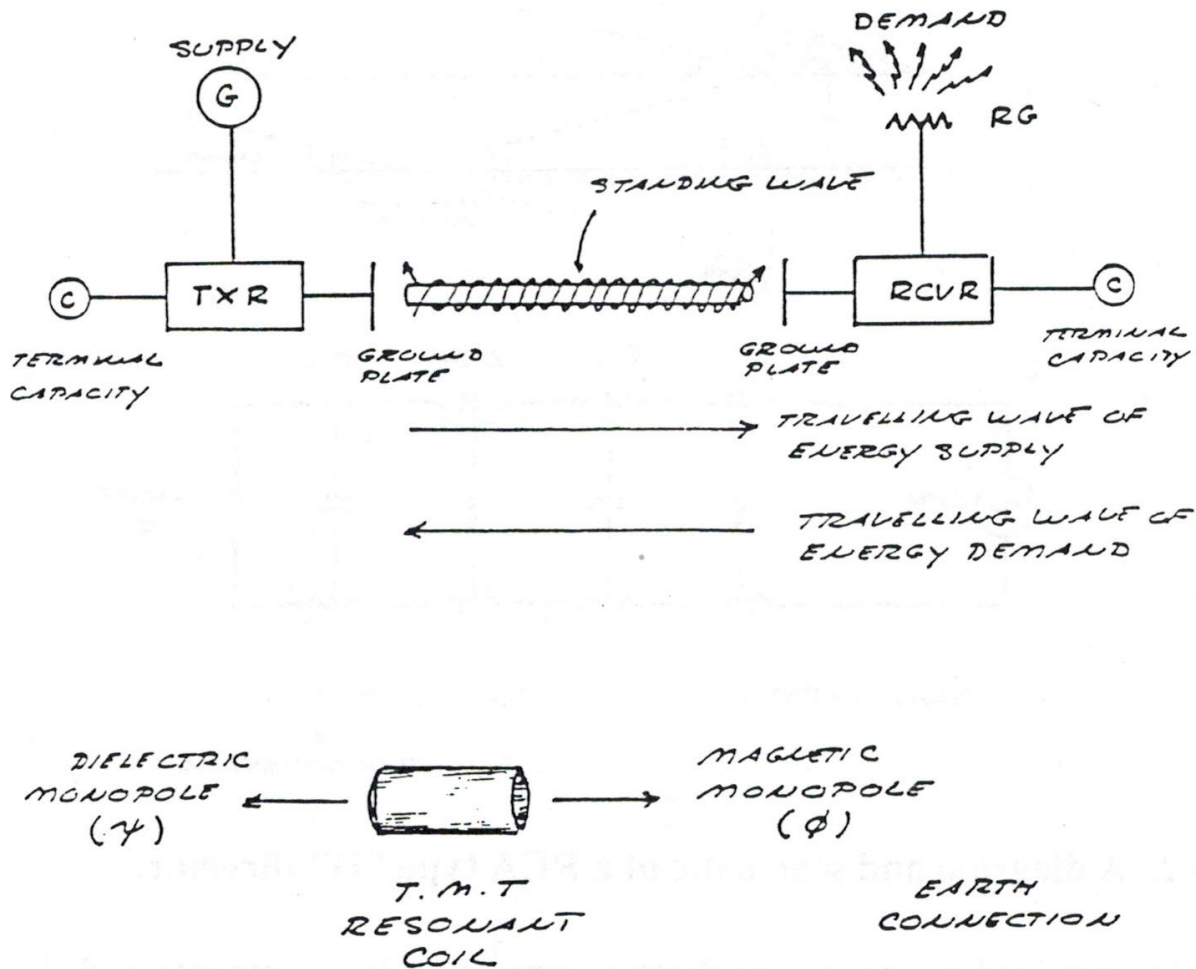 SUPPLY
G
DEMAND
RG
STANDING WAVE
C
TXR
RCVR
C
TERMINAL
CAPACITY
GROUND
PLATE
GROUND
PLATE
TERMINAL
CAPACITY
TRAVELLING WAVE OF
ENERGY SUPPLY
TRAVELLING WAVE OF
ENERGY DEMAND
DIELECTRIC
MONOPOLE
(ψ)
MAGNETIC
MONOPOLE
(φ)
T.M.T
RESONANT
COIL
EARTH
CONNECTION